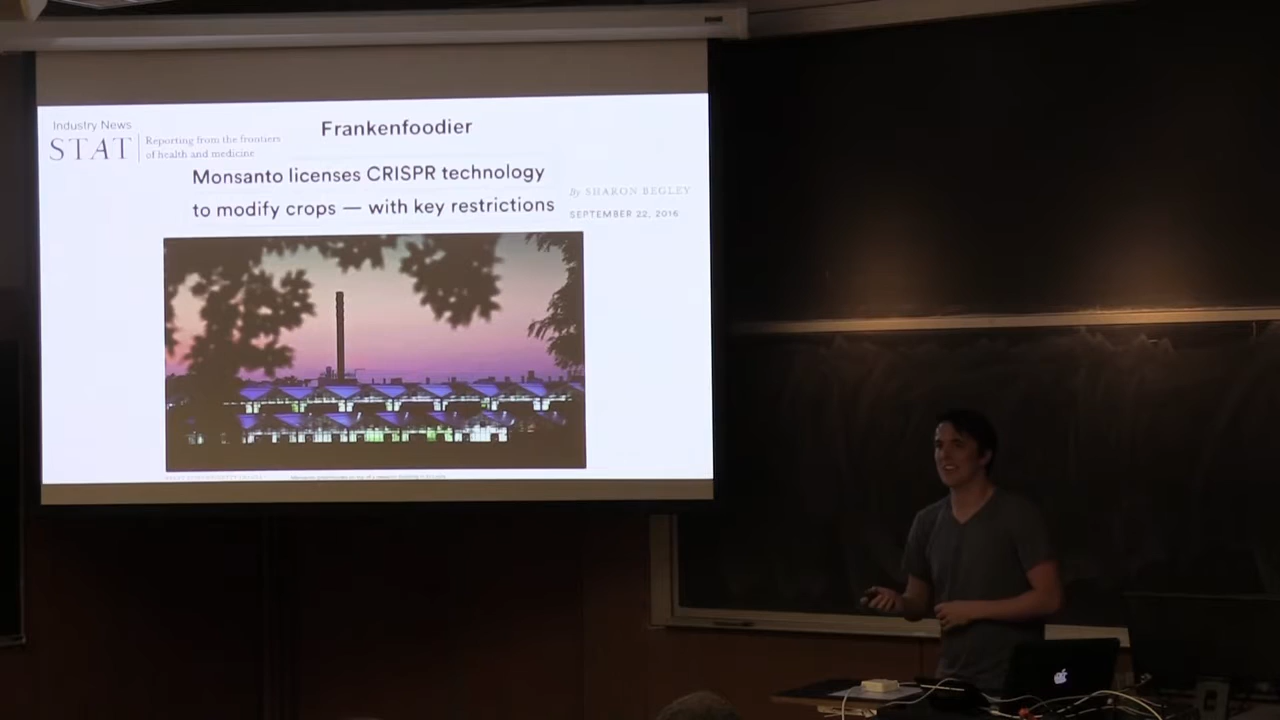 Industry News
STAT
Reporting from the frontiers
of health and medicine
Frankenfoodier
Monsanto licenses CRISPR technology
to modify crops — with key restrictions
By SHARON BEGLEY
SEPTEMBER 22, 2016